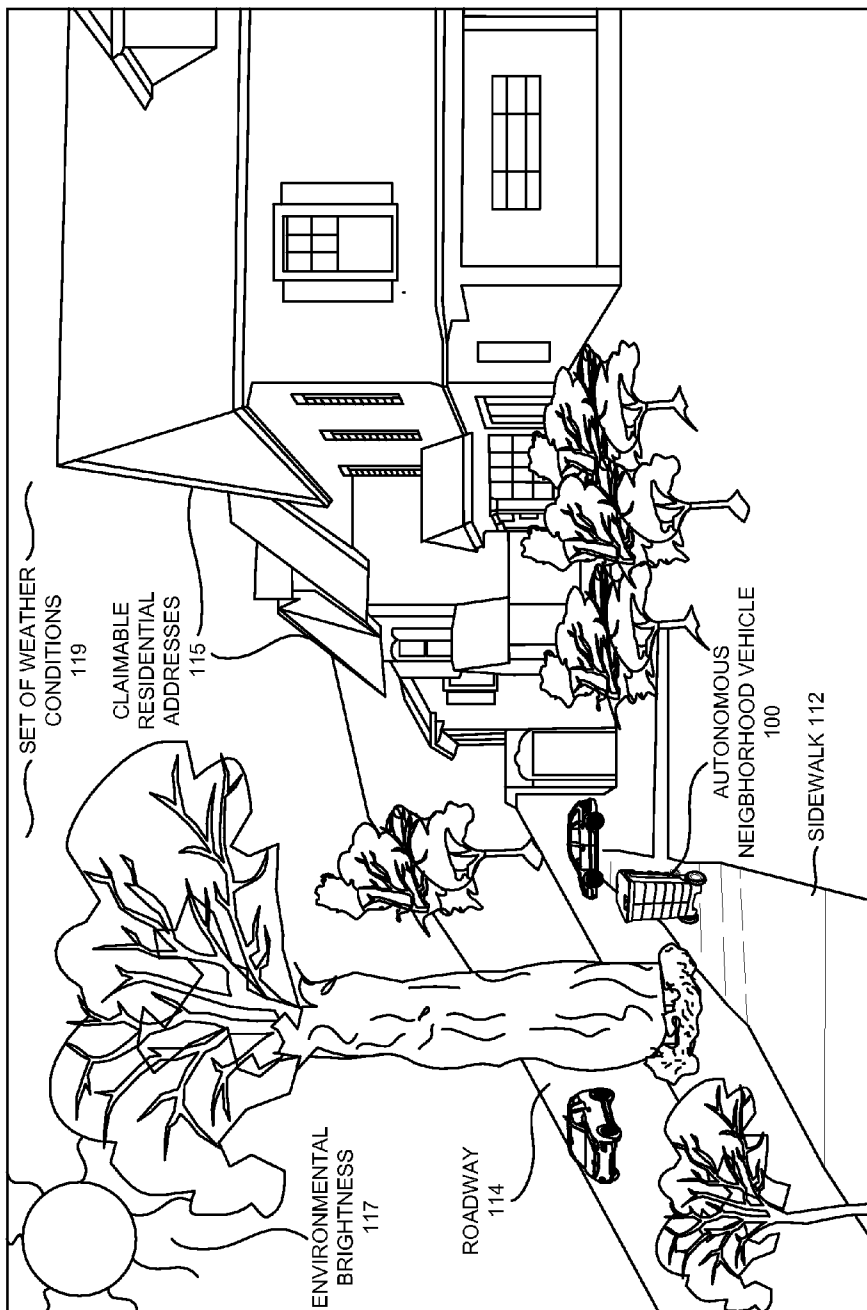 SET OF WEATHER
CONDITIONS
119
CLAIMABLE
RESIDENTIAL
ADDRESSES
115
ENVIRONMENTAL
BRIGHTNESS
117
ROADWAY
114
AUTONOMOUS
NEIGBHORHOOD VEHICLE
100
SIDEWALK 112